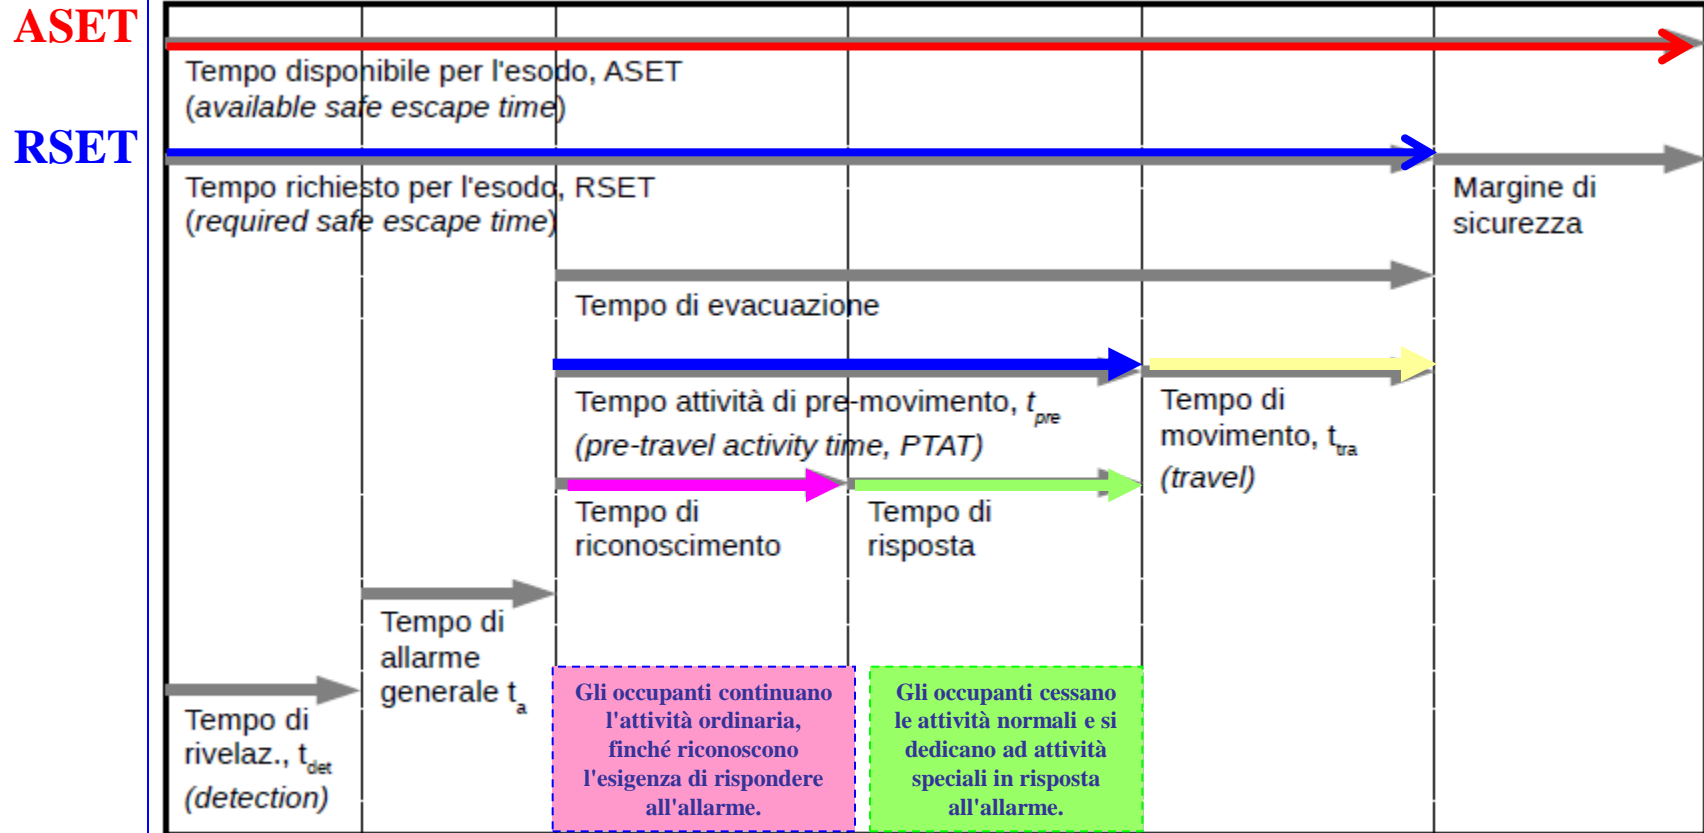 ASET
Tempo disponibile per l'esodo, ASET
(available safe escape time)
RSET
Tempo richiesto per l'esodo, RSET
(required safe escape time)
Margine di
sicurezza
Tempo di evacuazione
Tempo attività di pre-movimento, tpre
(pre-travel activity time, PTAT)
Tempo di
movimento, ttra
(travel)
Tempo di
riconoscimento
Tempo di
risposta
Tempo di
allarme
generale ta
Tempo di
rivelaz., tdet
(detection)
Gli occupanti continuano
l'attività ordinaria,
finché riconoscono
l'esigenza di rispondere
all'allarme.
Gli occupanti cessano
le attività normali e si
dedicano ad attività
speciali in risposta
all'allarme.